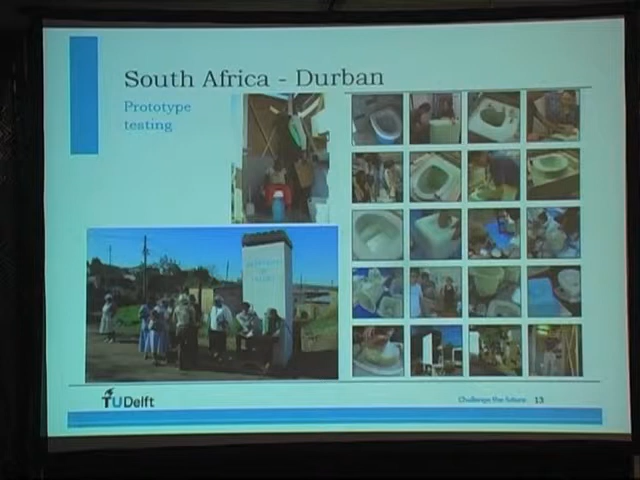 South Africa - Durban
Prototype
testing
TUDelft
Challenge the future
13